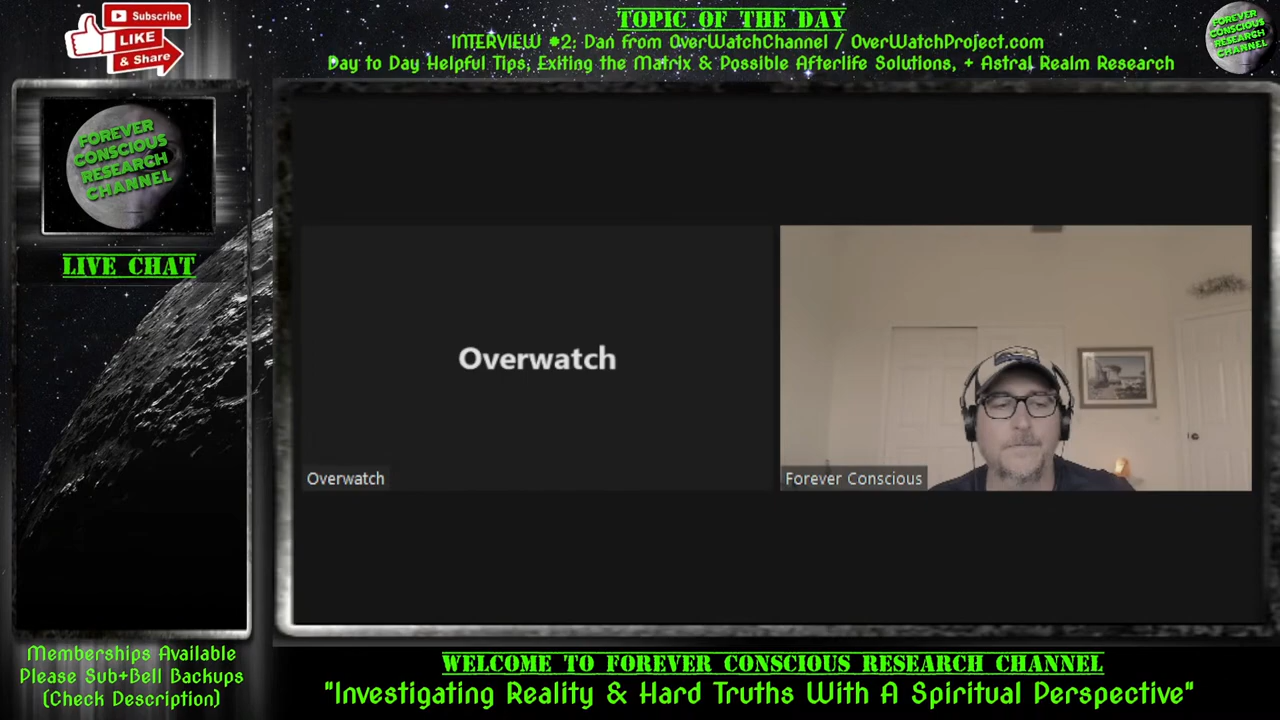 Subscribe
LIKE
& Share
TOPIC OF THE DAY
INTERVIEW #2: Dan from OverWatchChannel / OverWatchProject.com
Day to Day Helpful Tips, Exiting the Matrix & Possible Afterlife Solutions, + Astral Realm Research
FOREVER
CONSCIOUS
RESEARCH
CHANNEL
FOREVER
CONSCIOUS
RESEARCH
CHANNEL
LIVE CHAT
Overwatch
Overwatch
Forever Conscious
Memberships Available
Please Sub+Bell Backups
(Check Description)
WELCOME TO FOREVER CONSCIOUS RESEARCH CHANNEL
"Investigating Reality & Hard Truths With A Spiritual Perspective"